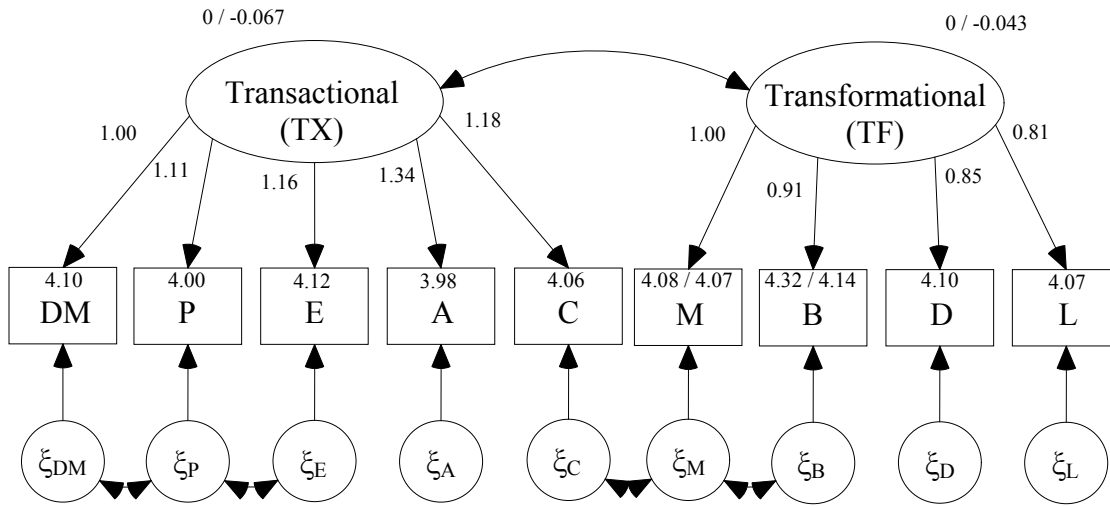 0 / -0.067
0 / -0.043
Transactional
(TX)
Transformational
(TF)
1.00
1.11
1.16
1.34
1.18
1.00
0.91
0.85
0.81
4.10
DM
4.00
P
4.12
E
3.98
A
4.06
C
4.08 / 4.07
M
4.32 / 4.14
B
4.10
D
4.07
L
ξDM
ξP
ξE
ξA
ξC
ξM
ξB
ξD
ξL